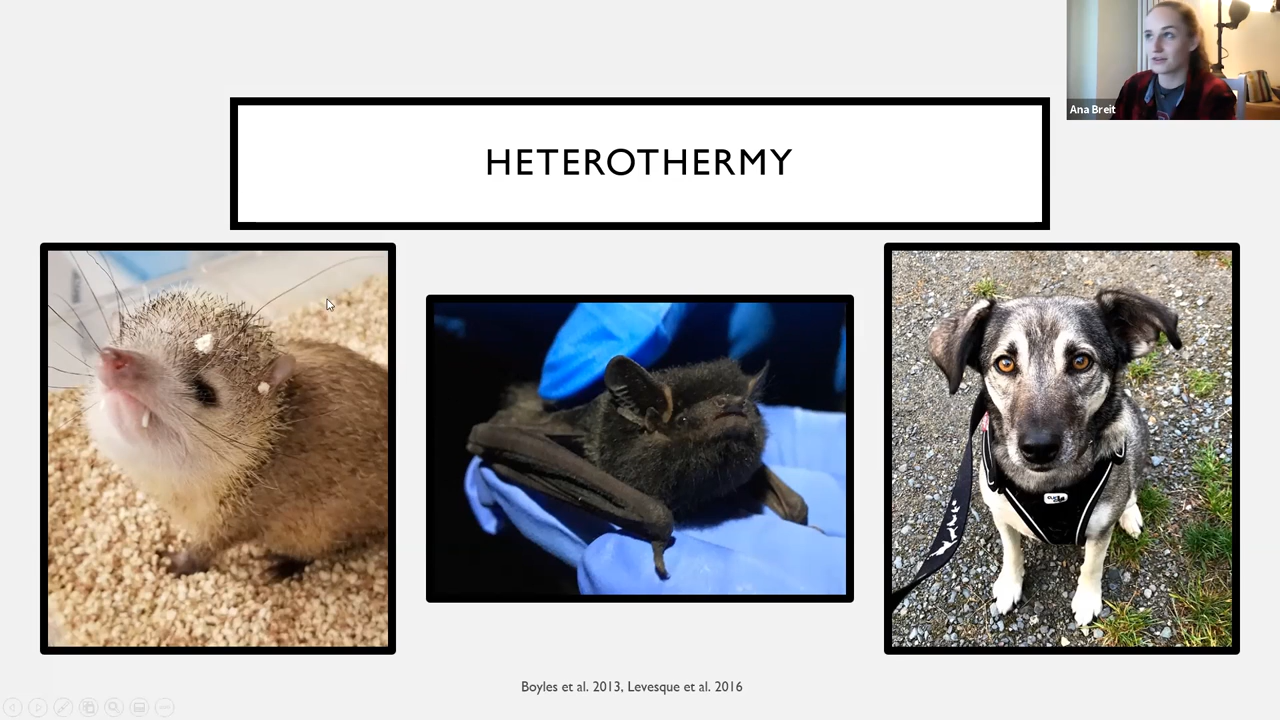 Ana Breit
HETEROTHERMY
Boyles et al. 2013, Levesque et al. 2016